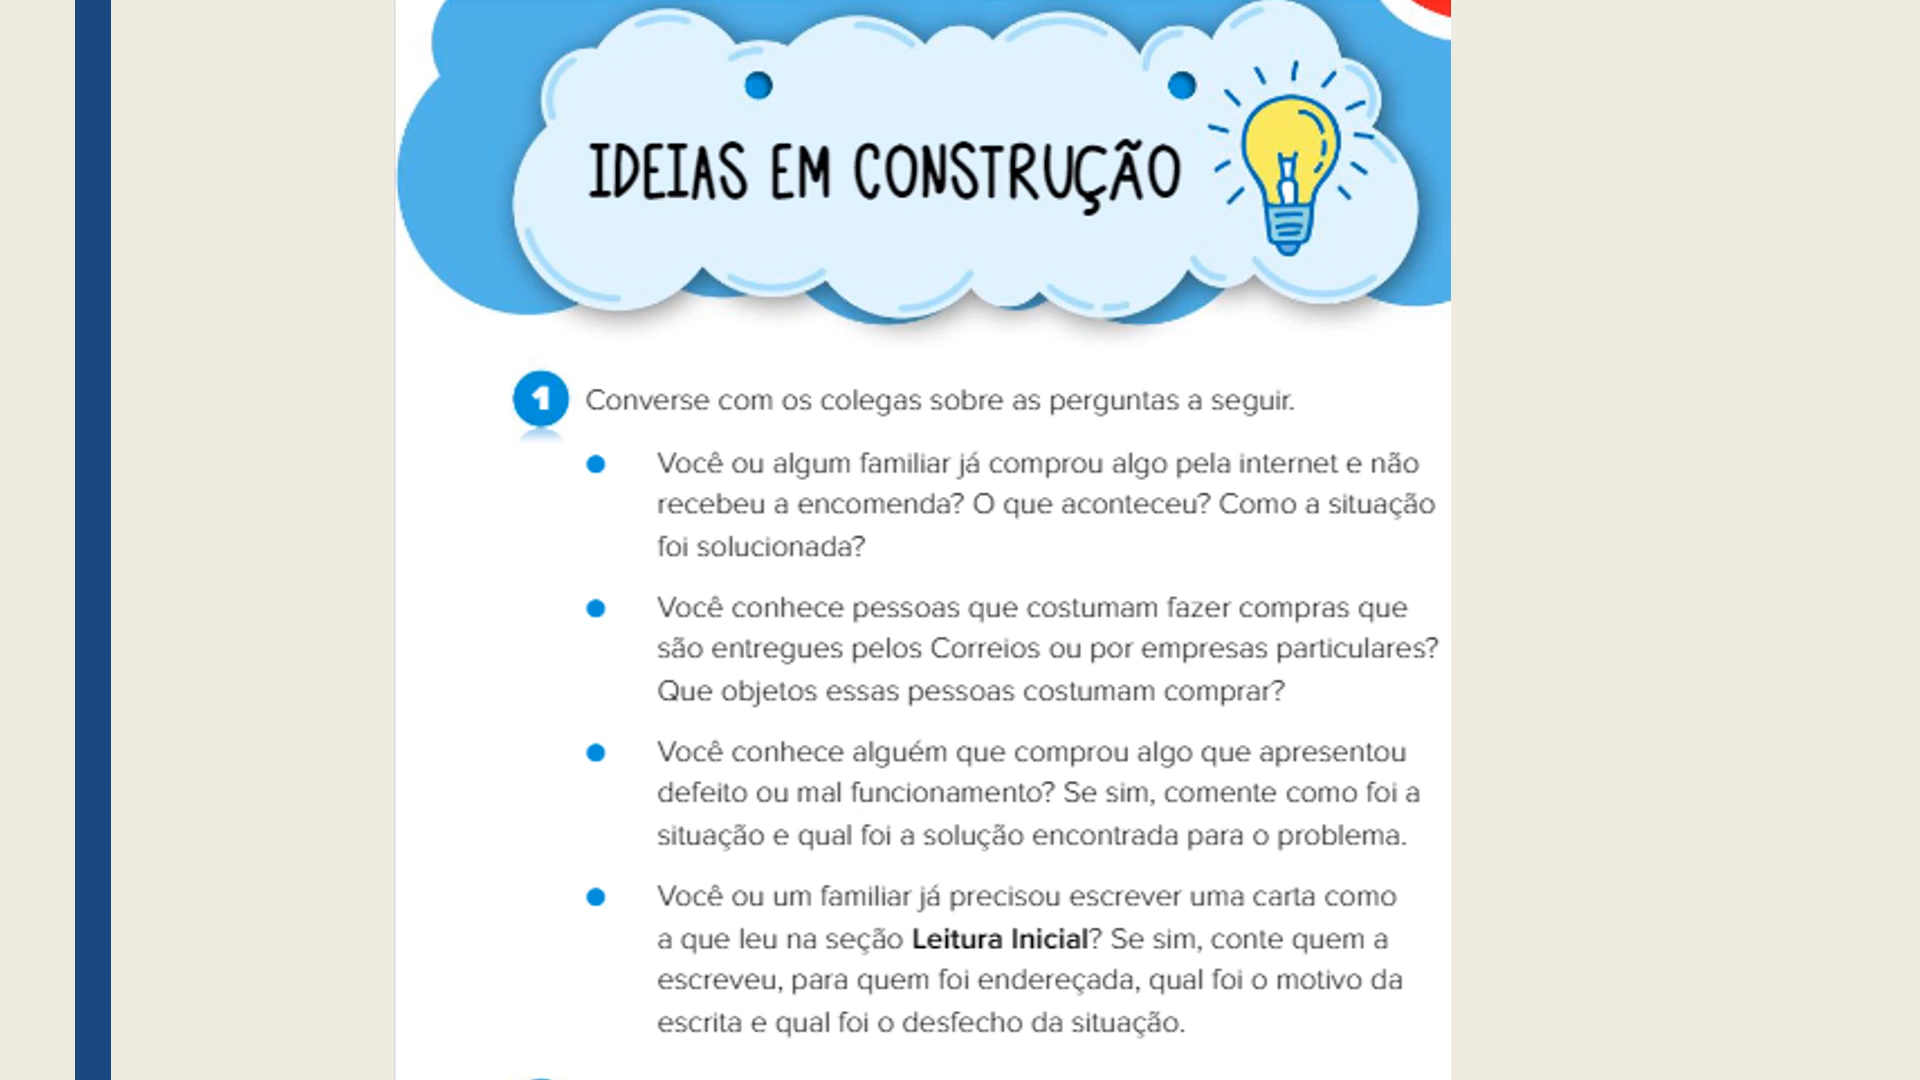 IDEIAS EM CONSTRUÇÃO
1 Converse com os colegas sobre as perguntas a seguir.
Você ou algum familiar já comprou algo pela internet e não
recebeu a encomenda? O que aconteceu? Como a situação
foi solucionada?
Você conhece pessoas que costumam fazer compras que
são entregues pelos Correios ou por empresas particulares?
Que objetos essas pessoas costumam comprar?
Você conhece alguém que comprou algo que apresentou
defeito ou mal funcionamento? Se sim, comente como foi a
situação e qual foi a solução encontrada para o problema.
Você ou um familiar já precisou escrever uma carta como
a que leu na seção Leitura Inicial? Se sim, conte quem a
escreveu, para quem foi endereçada, qual foi o motivo da
escrita e qual foi o desfecho da situação.